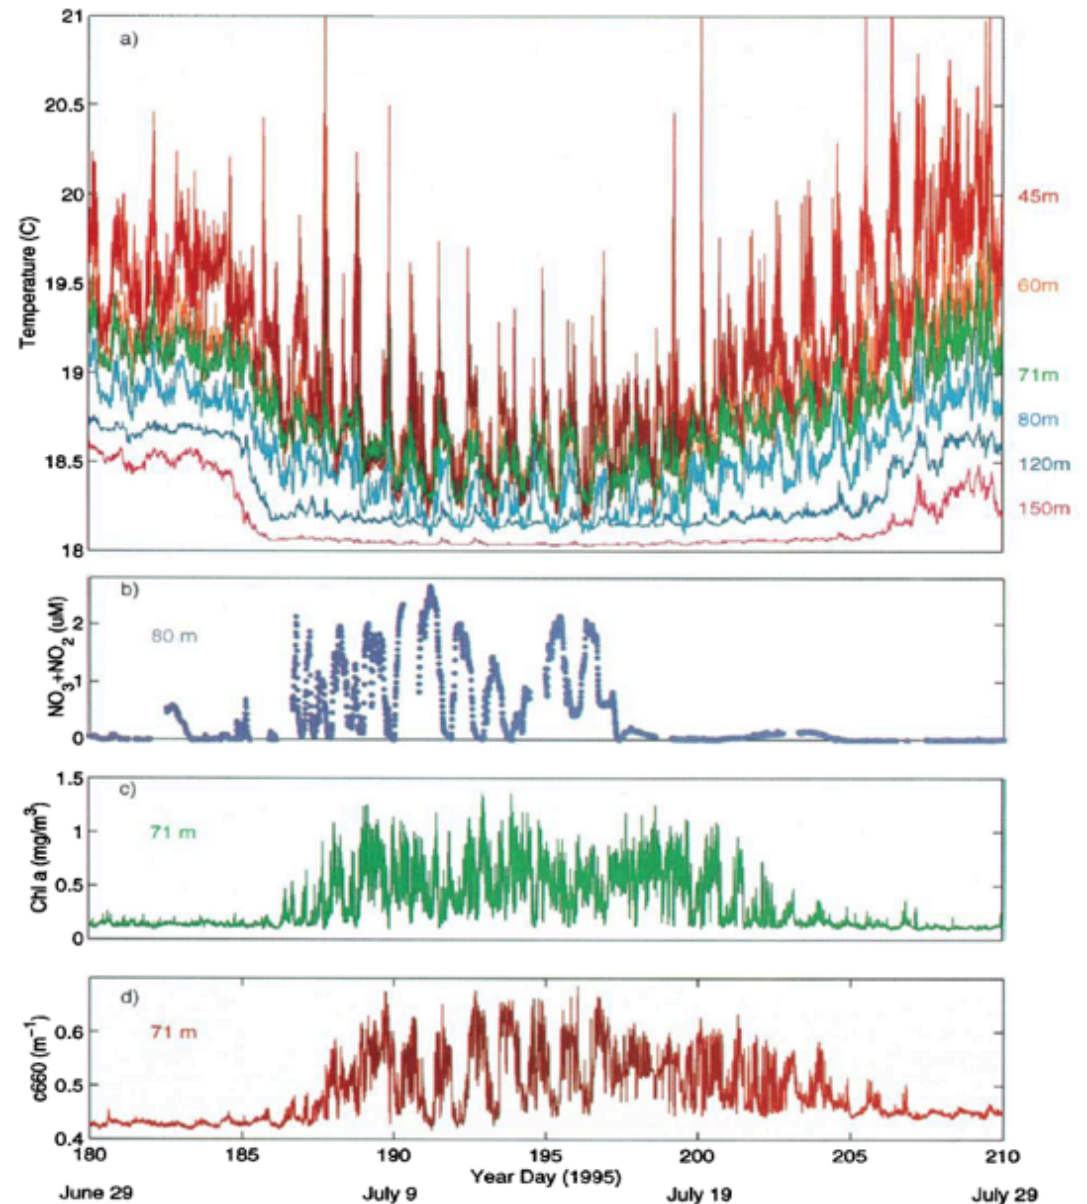 a)
21
20.5
20
19.5
19
18.5
18
Temperature (C)
45m
60m
71m
80m
120m
150m
b)
80 m
2
1
0
NO3+NO2 (uM)
c)
71 m
1.5
1
0.5
0
Chl a (mg/m³)
d)
71 m
0.6
0.5
0.4
c660 (m⁻¹)
180 185 190 195 200 205 210
Year Day (1995)
June 29 July 9 July 19 July 29